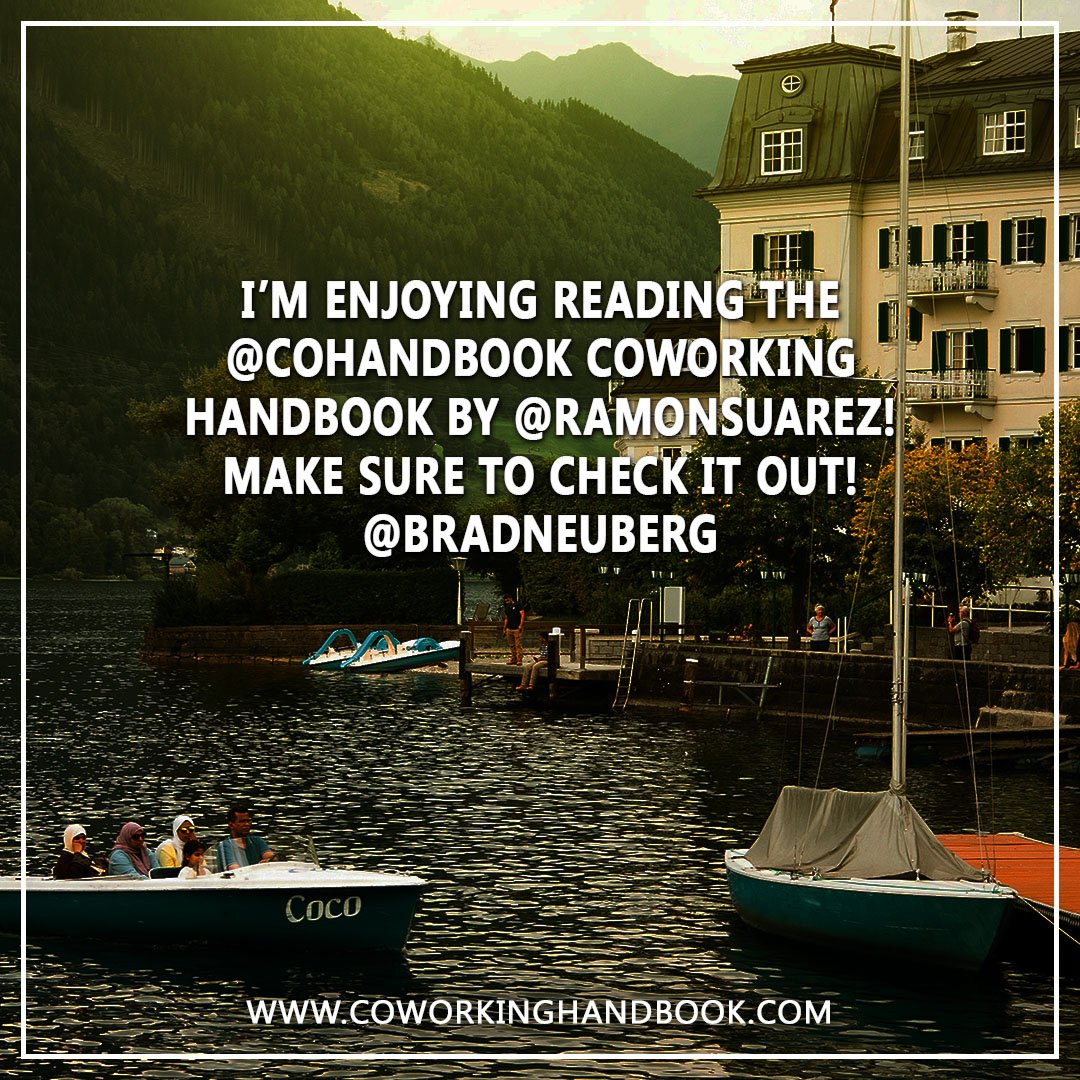 I’M ENJOYING READING THE
@COHANDBOOK COWORKING
HANDBOOK BY @RAMONSUAREZ!
MAKE SURE TO CHECK IT OUT!
@BRADNEUBERG
COCO
WWW.COWORKINGHANDBOOK.COM